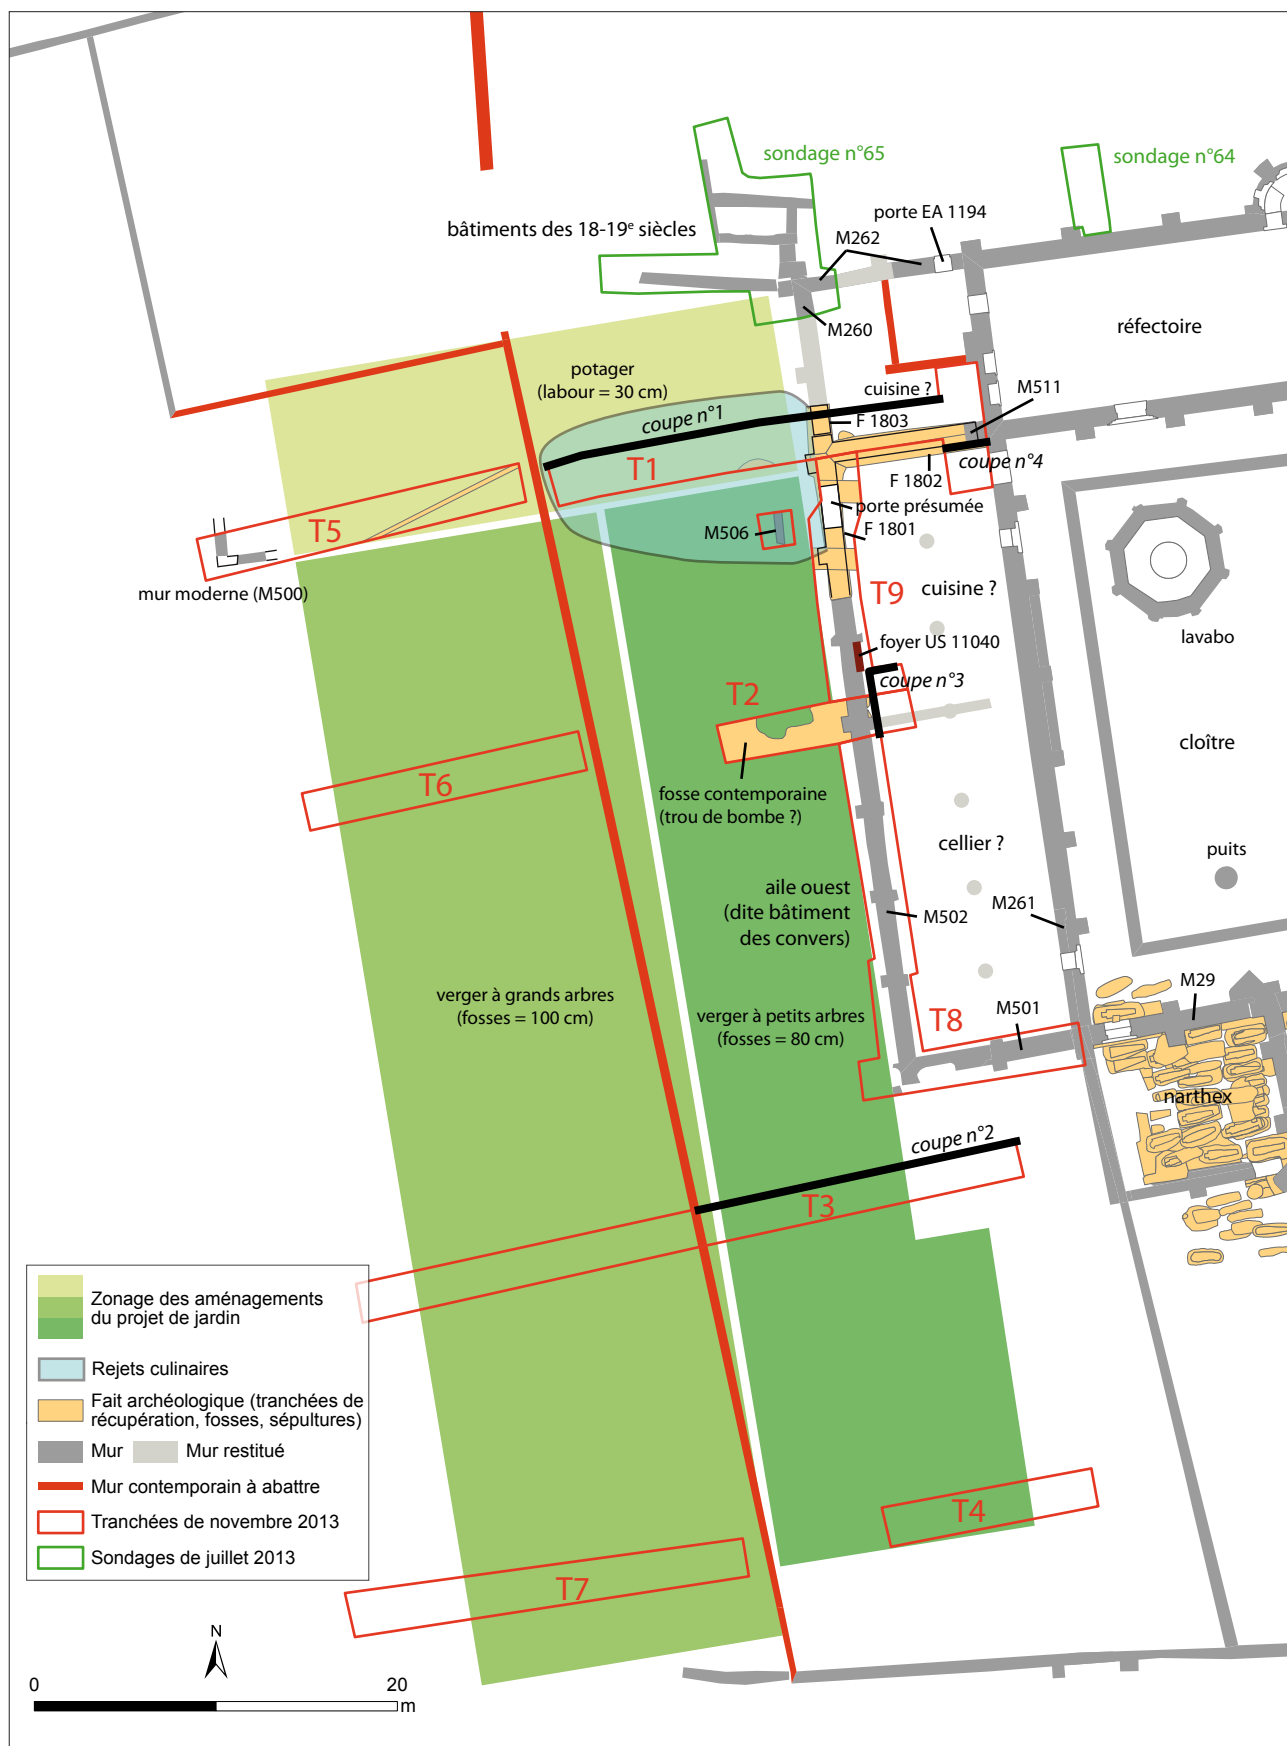 sondage n°65
sondage n°64
porte EA 1194
bâtiments des 18-19e siècles
M262
M260
réfectoire
potager
(labour = 30 cm)
cuisine ?
M511
coupe n°1
F 1803
T1
coupe n°4
F 1802
porte présumée
T5
M506
F 1801
mur moderne (M500)
T9
cuisine ?
lavabo
foyer US 11040
coupe n°3
T2
cloître
T6
fosse contemporaine
(trou de bombe ?)
cellier ?
puits
aile ouest
(dite bâtiment
des convers)
M502
M261
M29
verger à grands arbres
(fosses = 100 cm)
verger à petits arbres
(fosses = 80 cm)
T8
M501
narthex
coupe n°2
T3
Zonage des aménagements
du projet de jardin
Rejets culinaires
Fait archéologique (tranchées de
récupération, fosses, sépultures)
Mur
Mur restitué
Mur contemporain à abattre
Tranchées de novembre 2013
Sondages de juillet 2013
T4
T7
N
0
20
m